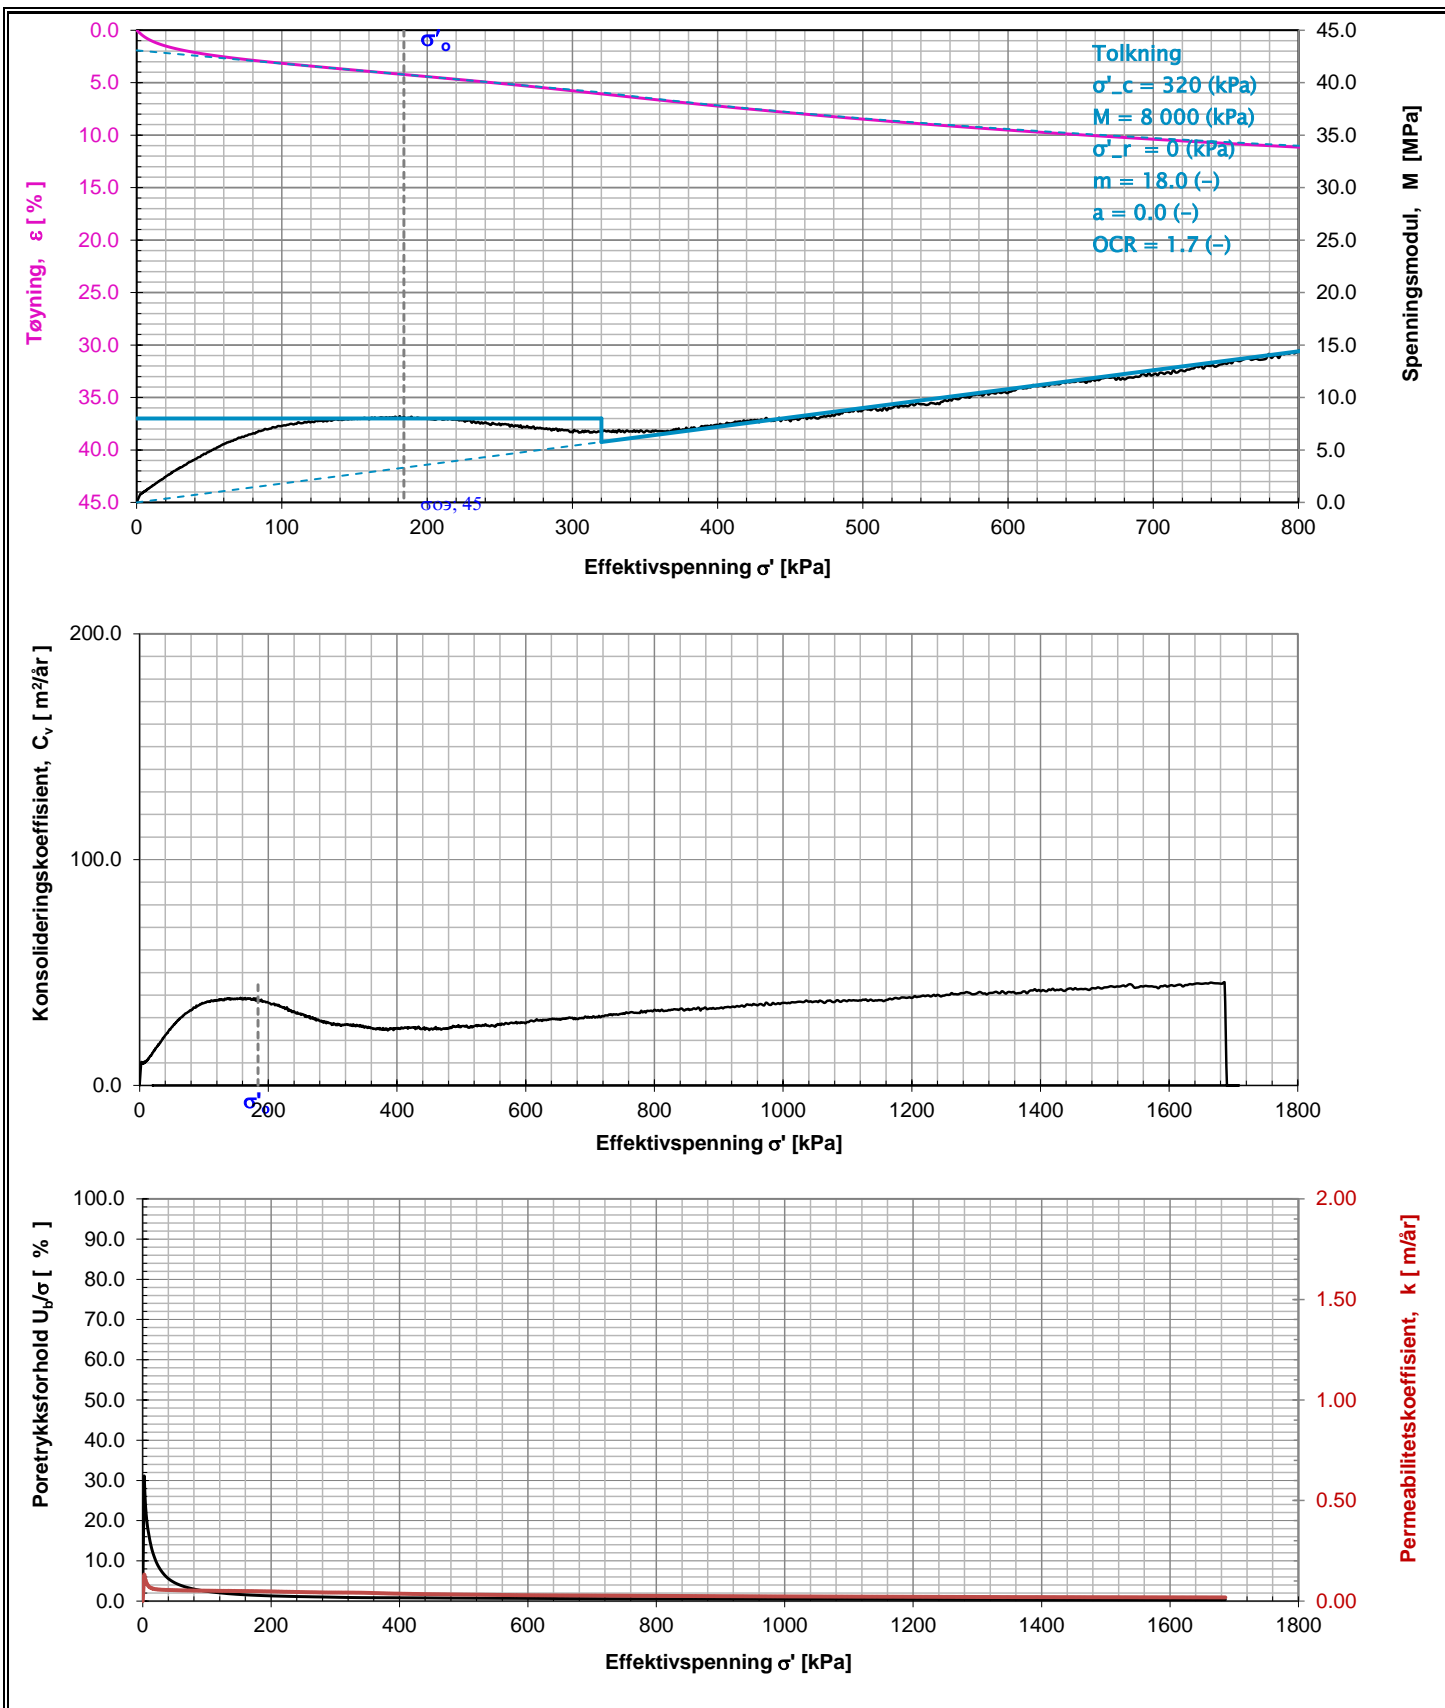 0.0
5.0
10.0
15.0
20.0
25.0
30.0
35.0
40.0
45.0
Tøyning, ε [ % ]
σ'o
Tolkning
σ'_c = 320 (kPa)
M = 8 000 (kPa)
σ'_r = 0 (kPa)
m = 18.0 (–)
a = 0.0 (–)
OCR = 1.7 (–)
45.0
40.0
35.0
30.0
25.0
20.0
15.0
10.0
5.0
0.0
Spenningsmodul, M [MPa]
45
0 100 200 300 400 500 600 700 800
Effektivspenning σ' [kPa]
200.0
100.0
0.0
Konsolideringskoeffisient, Cv, [ m²/år ]
0 200 400 600 800 1000 1200 1400 1600 1800
σ'
Effektivspenning σ' [kPa]
100.0
90.0
80.0
70.0
60.0
50.0
40.0
30.0
20.0
10.0
0.0
Poretrykksforhold Ub/σ [ % ]
2.00
1.50
1.00
0.50
0.00
Permeabilitetskoeffisient, k [ m/år]
0 200 400 600 800 1000 1200 1400 1600 1800
Effektivspenning σ' [kPa]